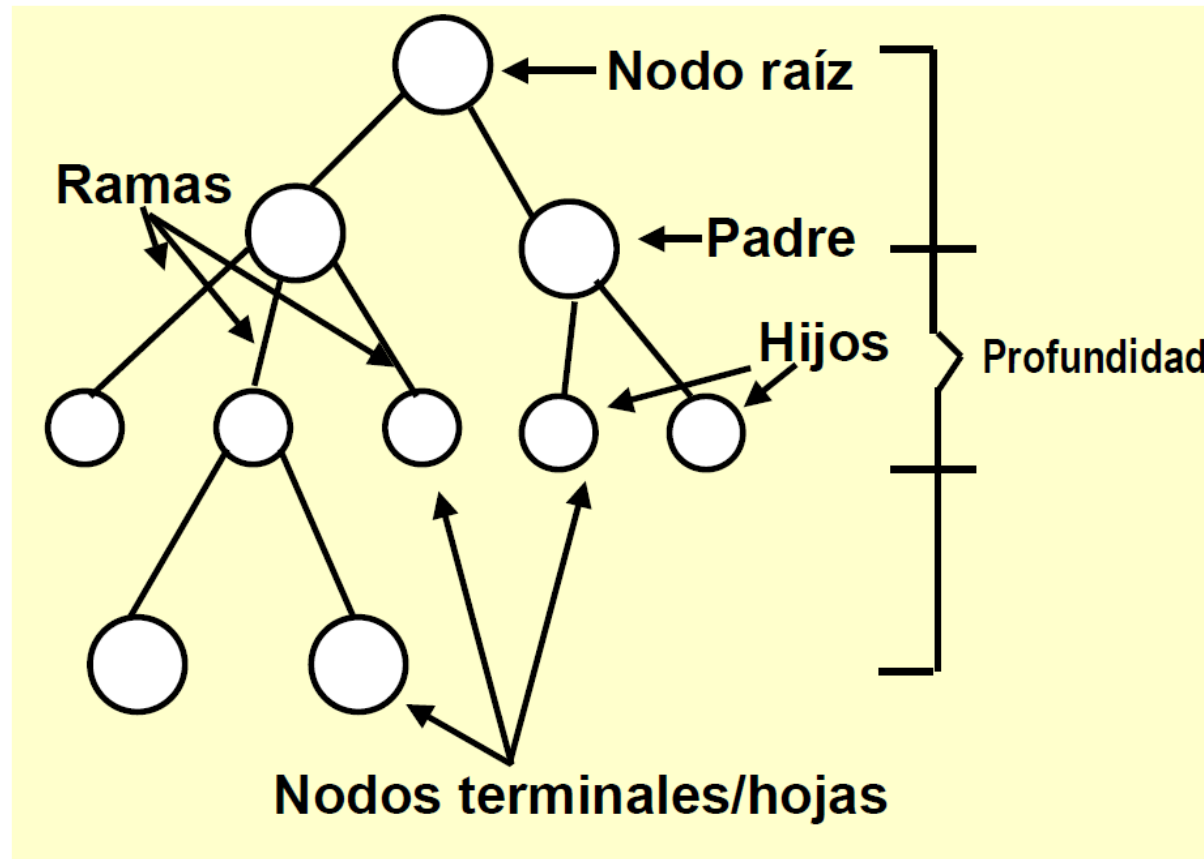 Nodo raíz
Ramas
Padre
Hijos
Profundidad
Nodos terminales/hojas